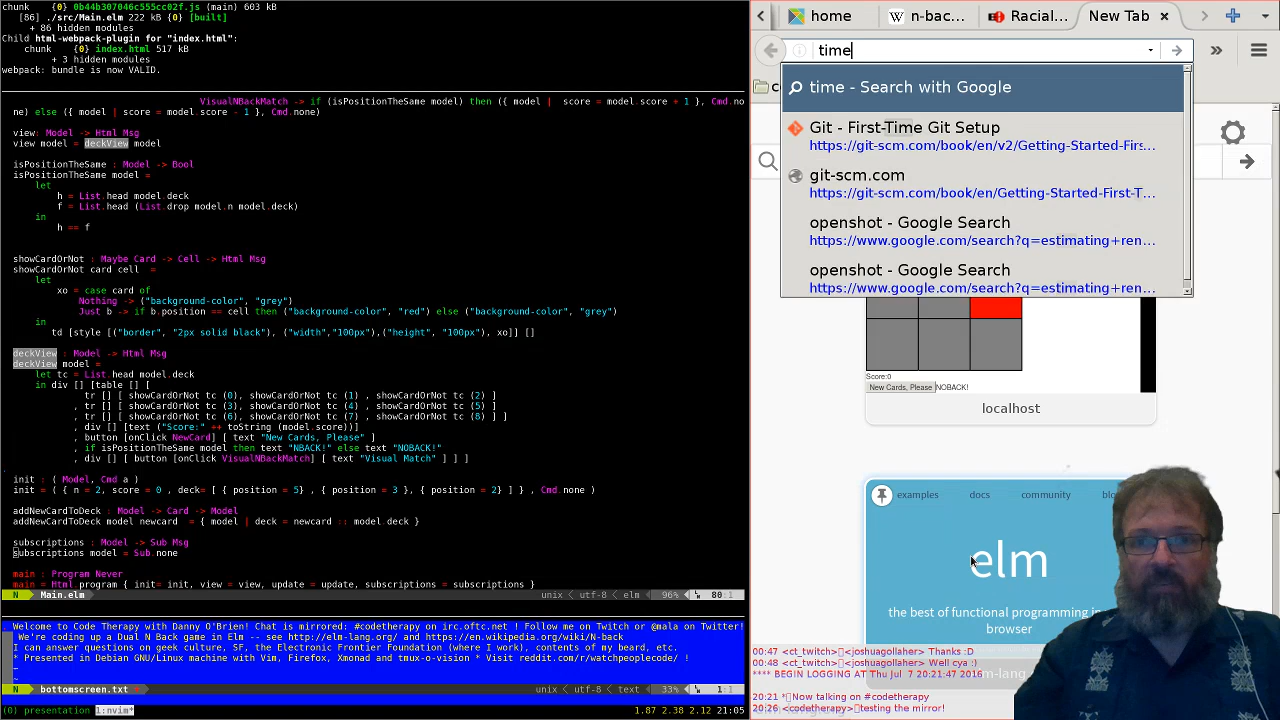 chunk    {0} 0b44b307046c555cc02f.js (main) 603 kB
[86] ./src/Main.elm 222 kB {0} [built]
+ 86 hidden modules
Child html-webpack-plugin for "index.html":
chunk    {0} index.html 517 kB
+ 3 hidden modules
webpack: bundle is now VALID.
VisualNBackMatch -> if (isPositionTheSame model) then ({ model |  score = model.score + 1 }, Cmd.no
ne) else ({ model | score = model.score - 1 }, Cmd.none)
view: Model -> Html Msg
view model = deckView model
isPositionTheSame : Model -> Bool
isPositionTheSame model =
let
h = List.head model.deck
f = List.head (List.drop model.n model.deck)
in
h == f
showCardOrNot : Maybe Card -> Cell -> Html Msg
showCardOrNot card cell  =
let
xo = case card of
Nothing -> ("background-color", "grey")
Just b -> if b.position == cell then ("background-color", "red") else ("background-color", "grey")
in
td [style [("border", "2px solid black"), ("width","100px"),("height", "100px"), xo]] []
deckView : Model -> Html Msg
deckView model =
let tc = List.head model.deck
in div [] [table [] [
tr [] [ showCardOrNot tc (0), showCardOrNot tc (1) , showCardOrNot tc (2) ]
, tr [] [ showCardOrNot tc (3), showCardOrNot tc (4) , showCardOrNot tc (5) ]
, tr [] [ showCardOrNot tc (6), showCardOrNot tc (7) , showCardOrNot tc (8) ] ]
, div [] [text ("Score:" ++ toString (model.score))]
, button [onClick NewCard] [ text "New Cards, Please" ]
, if isPositionTheSame model then text "NBACK!" else text "NOBACK!"
, div [] [ button [onClick VisualNBackMatch] [ text "Visual Match" ] ] ]
init : ( Model, Cmd a )
init = ( { n = 2, score = 0 , deck= [ { position = 5} , { position = 3 }, { position = 2} ] } , Cmd.none )
addNewCardToDeck : Model -> Card -> Model
addNewCardToDeck model newcard  = { model | deck = newcard :: model.deck }
subscriptions : Model -> Sub Msg
subscriptions model = Sub.none
main : Program Never
main = Html.program { init= init, view = view, update = update, subscriptions = subscriptions }
N Main.elm unix utf-8 elm 96% 80:1
Welcome to Code Therapy with Danny O'Brien! Chat is mirrored: #codetherapy on irc.oftc.net ! Follow me on Twitch or @mala on Twitter!
We're coding up a Dual N Back game in Elm -- see http://elm-lang.org/ and https://en.wikipedia.org/wiki/N-back
I can answer questions on geek culture, SF, the Electronic Frontier Foundation (where I work), contents of my beard, etc.
* Presented in Debian GNU/Linux machine with Vim, Firefox, Xmonad and tmux-o-vision * Visit reddit.com/r/watchpeoplecode/ !
~
~
N bottomscreen.txt unix utf-8 text 33% 1:1
(0) presentation 1:nvim* 1.87 2.38 2.12 21:05
home
n-bac...
Racial...
New Tab
time
time - Search with Google
Git - First-Time Git Setup
https://git-scm.com/book/en/v2/Getting-Started-Firs...
git-scm.com
https://git-scm.com/book/en/Getting-Started-First-T...
openshot - Google Search
https://www.google.com/search?q=estimating+ren...
openshot - Google Search
https://www.google.com/search?q=estimating+ren...
Score:0
New Cards, Please NOBACK!
localhost
examples docs community
elm
the best of functional programming in
browser
00:47 <ct_twitch> <joshuagollaher> Thanks :D
00:48 <ct_twitch> <joshuagollaher> Well cya :)
**** BEGIN LOGGING AT Thu Jul  7 20:21:47 2016
20:21 * Now talking on #codetherapy
20:26 <codetherapy> testing the mirror!